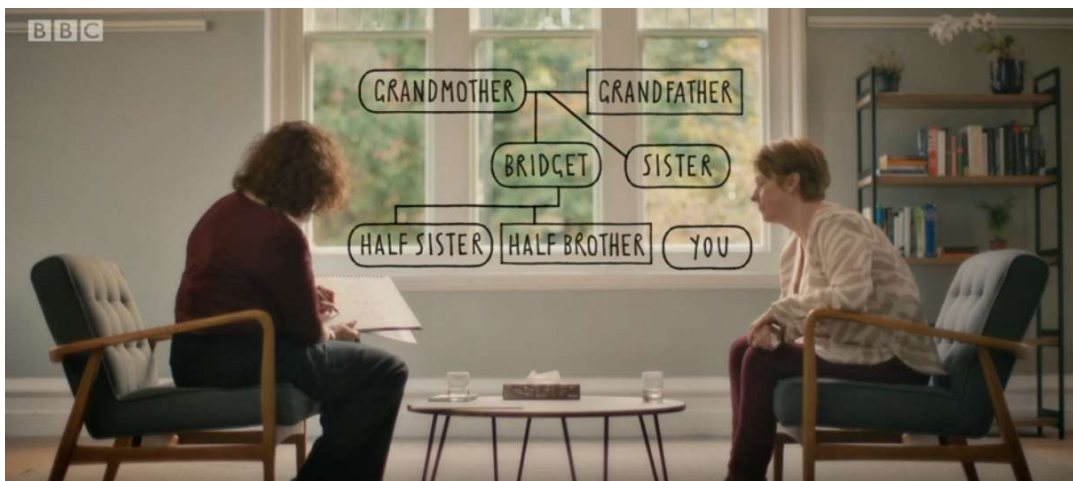 BBC
GRANDMOTHER GRANDFATHER
BRIDGET SISTER
HALF SISTER HALF BROTHER YOU